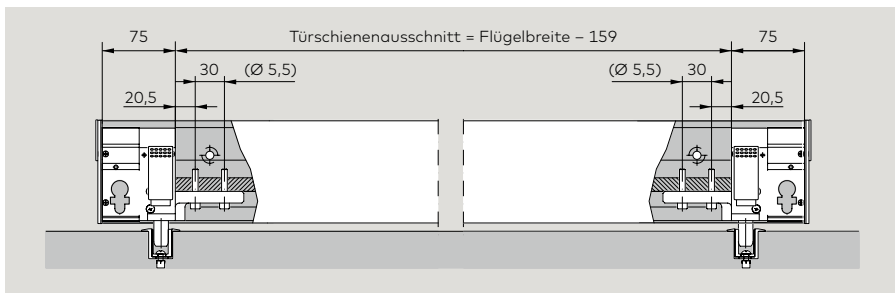 75 Türschienenausschnitt = Flügelbreite – 159 75
30 (Ø 5,5) (Ø 5,5) 30
20,5 20,5